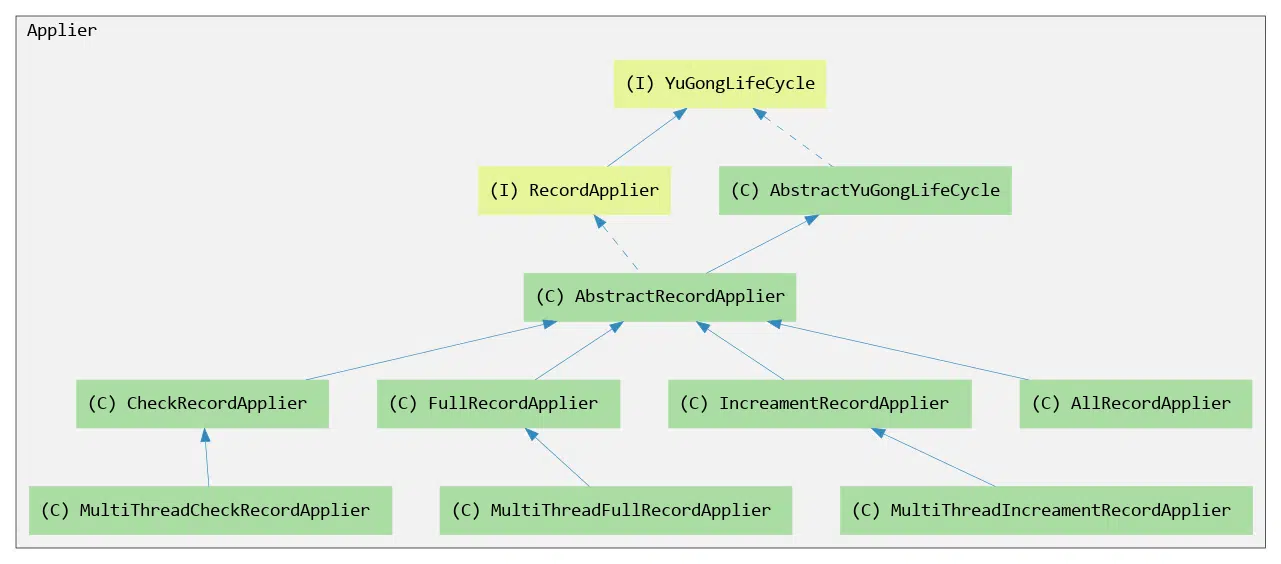 Applier
(I) YuGongLifeCycle
(I) RecordApplier
(C) AbstractYuGongLifeCycle
(C) AbstractRecordApplier
(C) CheckRecordApplier
(C) FullRecordApplier
(C) IncreamentRecordApplier
(C) AllRecordApplier
(C) MultiThreadCheckRecordApplier
(C) MultiThreadFullRecordApplier
(C) MultiThreadIncreamentRecordApplier